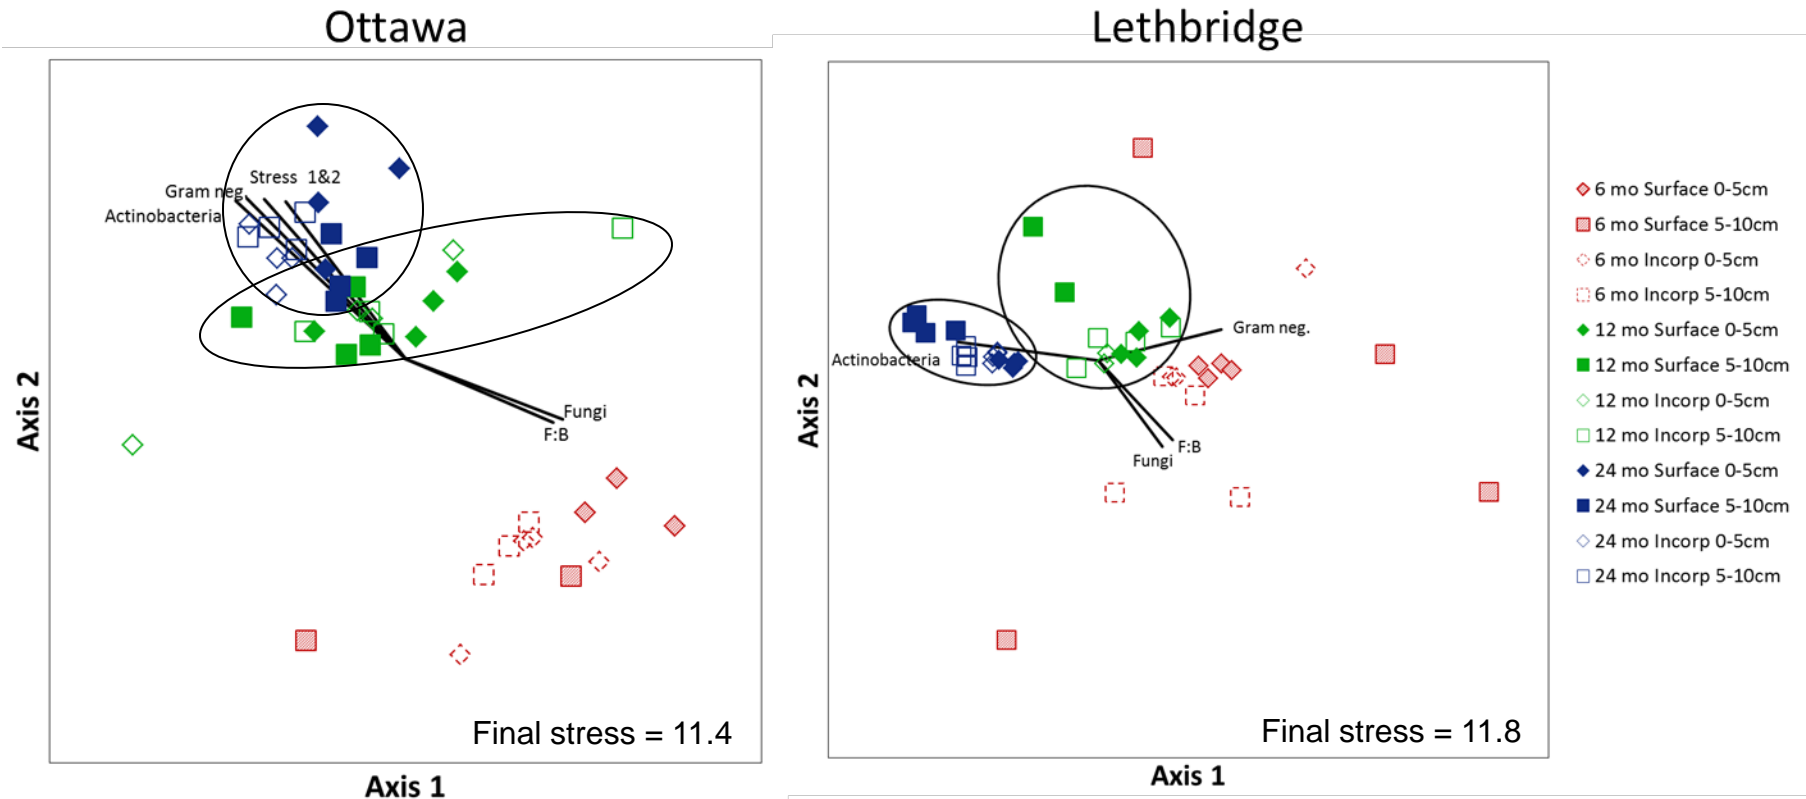 Ottawa
Lethbridge
Stress 1&2
Gram neg
Actinobacteria
Fungi
F:B
Axis 2
Final stress = 11.4
Axis 1
Gram neg.
Actinobacteria
F:B
Fungi
Axis 2
Final stress = 11.8
Axis 1
6 mo Surface 0-5cm
6 mo Surface 5-10cm
6 mo Incorp 0-5cm
6 mo Incorp 5-10cm
12 mo Surface 0-5cm
12 mo Surface 5-10cm
12 mo Incorp 0-5cm
12 mo Incorp 5-10cm
24 mo Surface 0-5cm
24 mo Surface 5-10cm
24 mo Incorp 0-5cm
24 mo Incorp 5-10cm